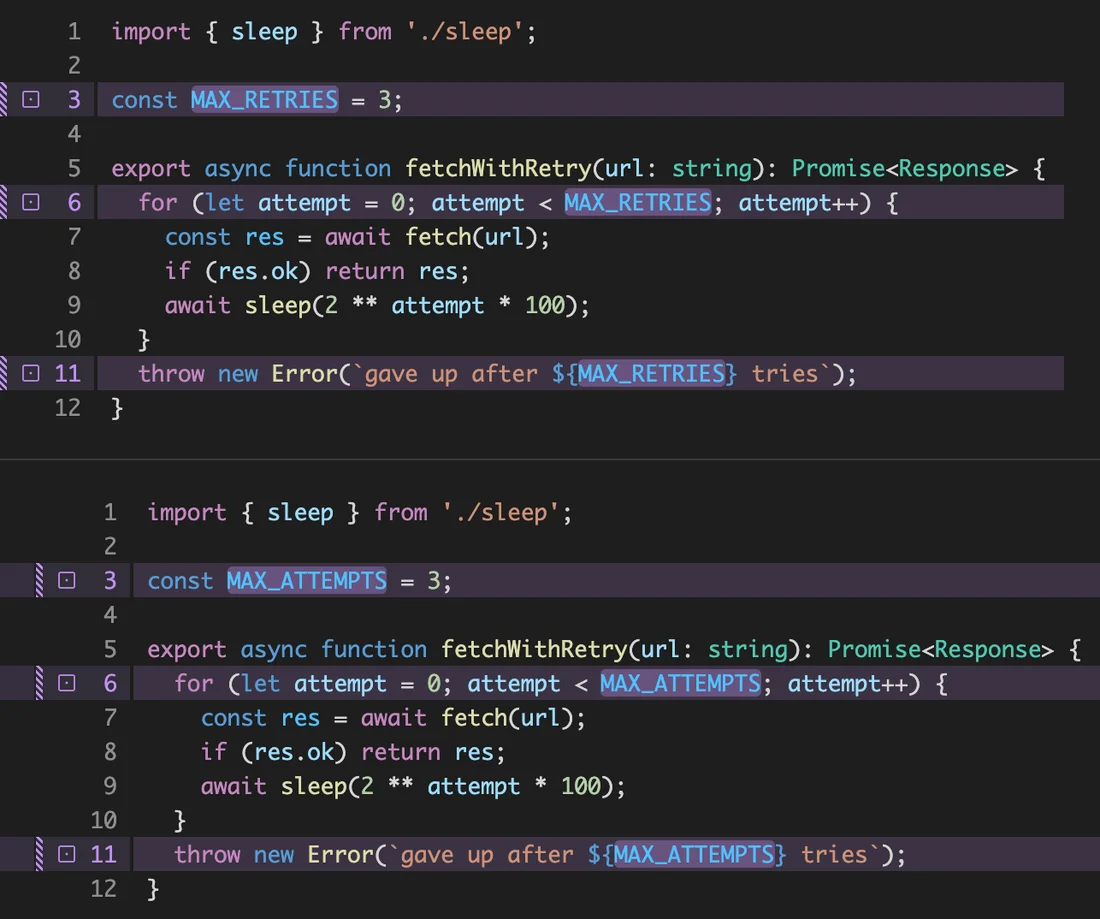 1 import { sleep } from './sleep';
2
3 const MAX_RETRIES = 3;
4
5 export async function fetchWithRetry(url: string): Promise<Response> {
6   for (let attempt = 0; attempt < MAX_RETRIES; attempt++) {
7     const res = await fetch(url);
8     if (res.ok) return res;
9     await sleep(2 ** attempt * 100);
10   }
11   throw new Error(`gave up after ${MAX_RETRIES} tries`);
12 }
1 import { sleep } from './sleep';
2
3 const MAX_ATTEMPTS = 3;
4
5 export async function fetchWithRetry(url: string): Promise<Response> {
6   for (let attempt = 0; attempt < MAX_ATTEMPTS; attempt++) {
7     const res = await fetch(url);
8     if (res.ok) return res;
9     await sleep(2 ** attempt * 100);
10   }
11   throw new Error(`gave up after ${MAX_ATTEMPTS} tries`);
12 }